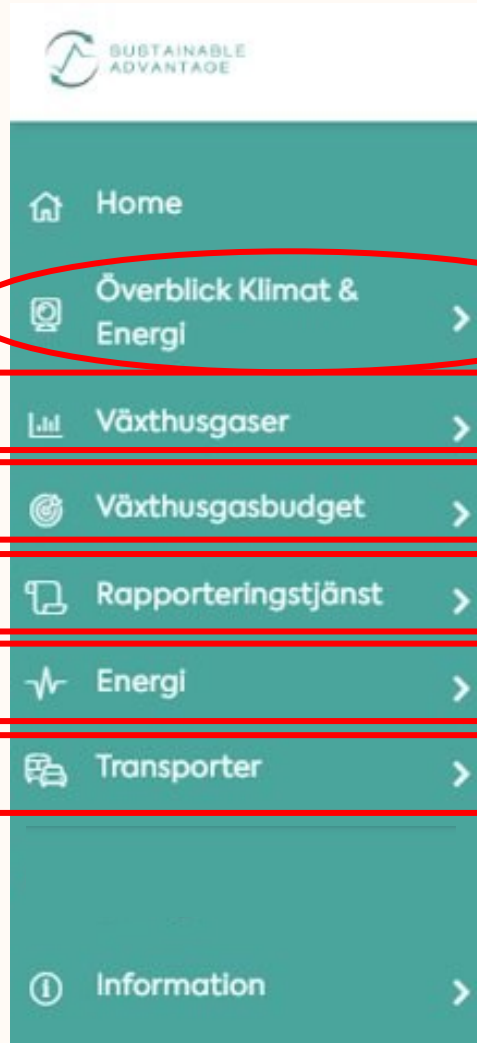 SUSTAINABLE
ADVANTAGE
Home
Överblick Klimat &
Energi
Växthusgaser
Växthusgasbudget
Rapporteringstjänst
Energi
Transporter
Information